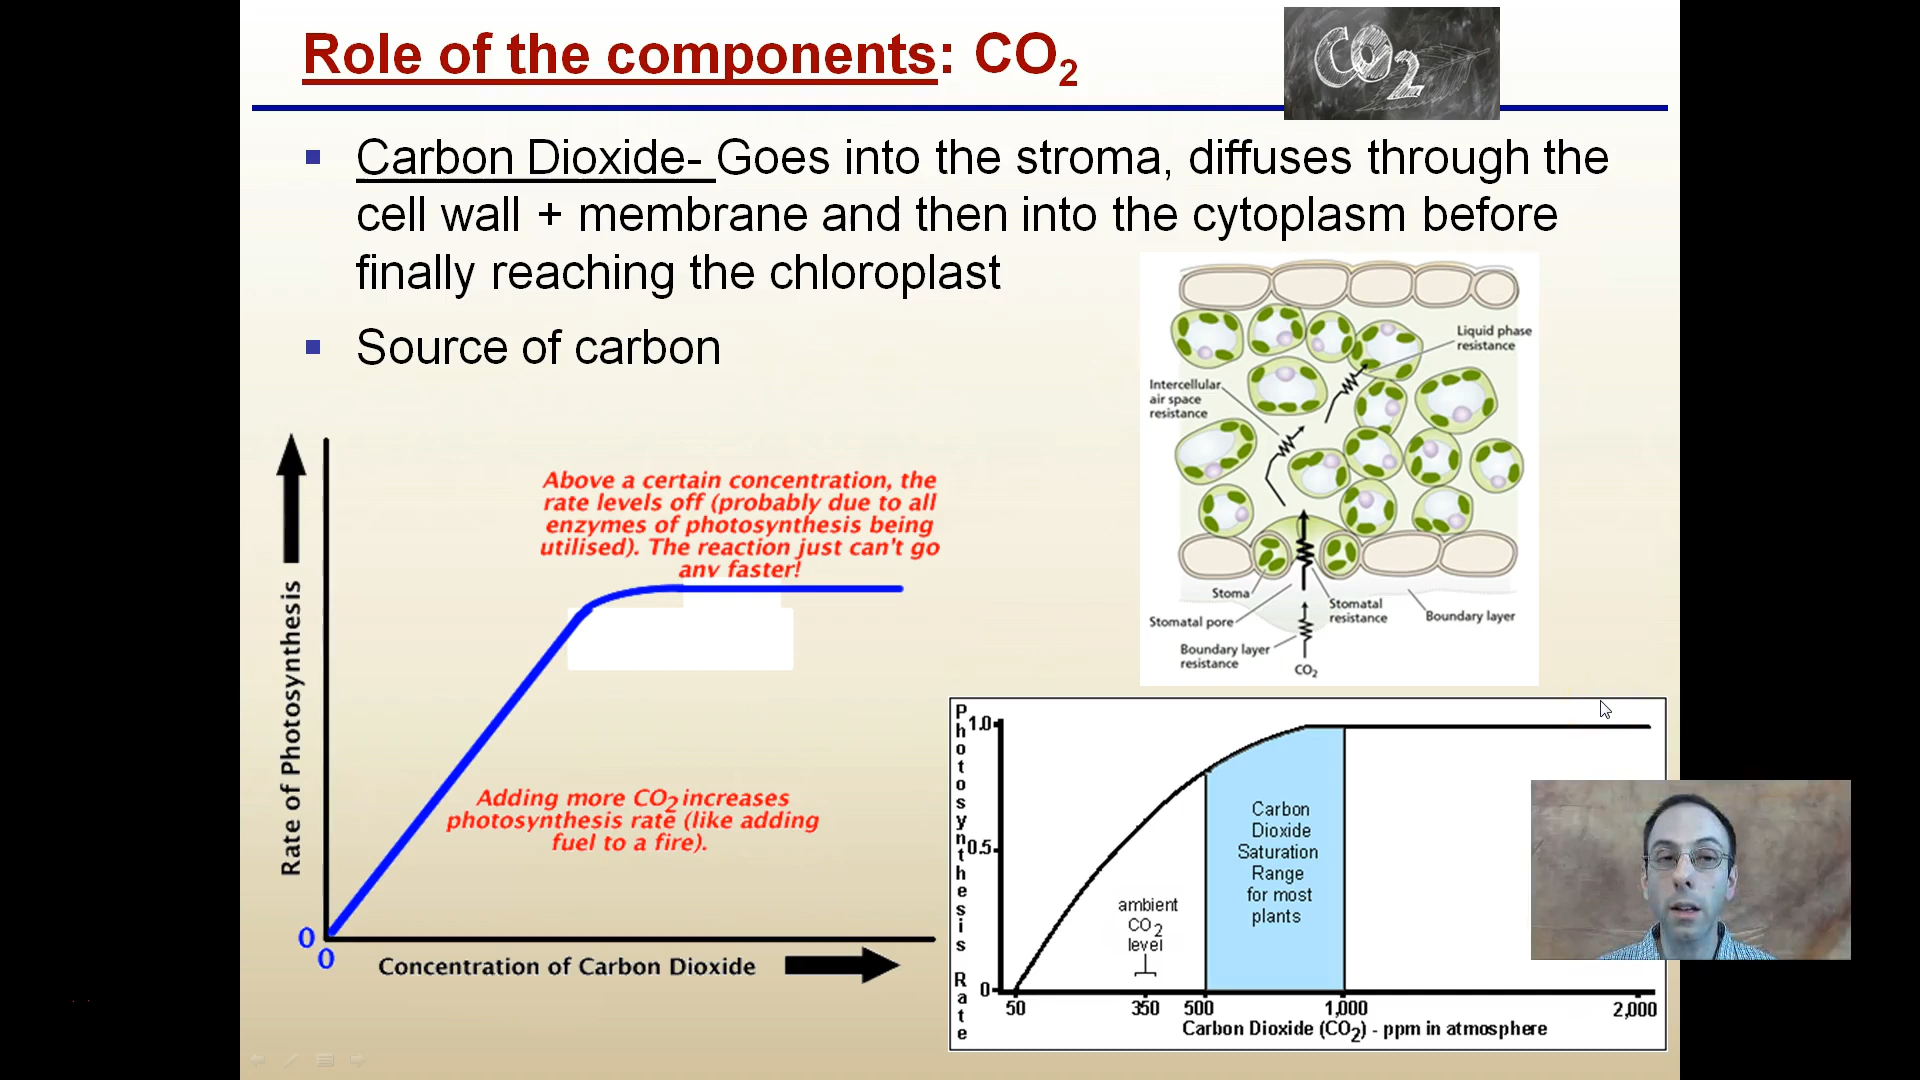 Role of the components: CO2
CO2
Carbon Dioxide- Goes into the stroma, diffuses through the
cell wall + membrane and then into the cytoplasm before
finally reaching the chloroplast
Source of carbon
Rate of Photosynthesis
Above a certain concentration, the
rate levels off (probably due to all
enzymes of photosynthesis being
utilised). The reaction just can't go
any faster!
Adding more CO2 increases
photosynthesis rate (like adding
fuel to a fire).
0
0
Concentration of Carbon Dioxide
Liquid phase
resistance
Intercellular
air space
resistance
Stoma
Stomatal pore
Stomatal
resistance
Boundary layer
Boundary layer
resistance
CO2
Photosynthesis Rate
1.0
0.5
0
ambient
CO2
level
Carbon
Dioxide
Saturation
Range
for most
plants
50 350 500 1,000 2,000
Carbon Dioxide (CO2) - ppm in atmosphere